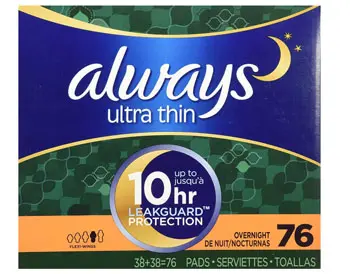 always
ultra thin
up to
jusqu'à
10 hr
LEAKGUARD™
PROTECTION
FLEXI-WINGS
OVERNIGHT
DE NUIT/NOCTURNAS
76
38+38=76 PADS • SERVIETTES • TOALLAS